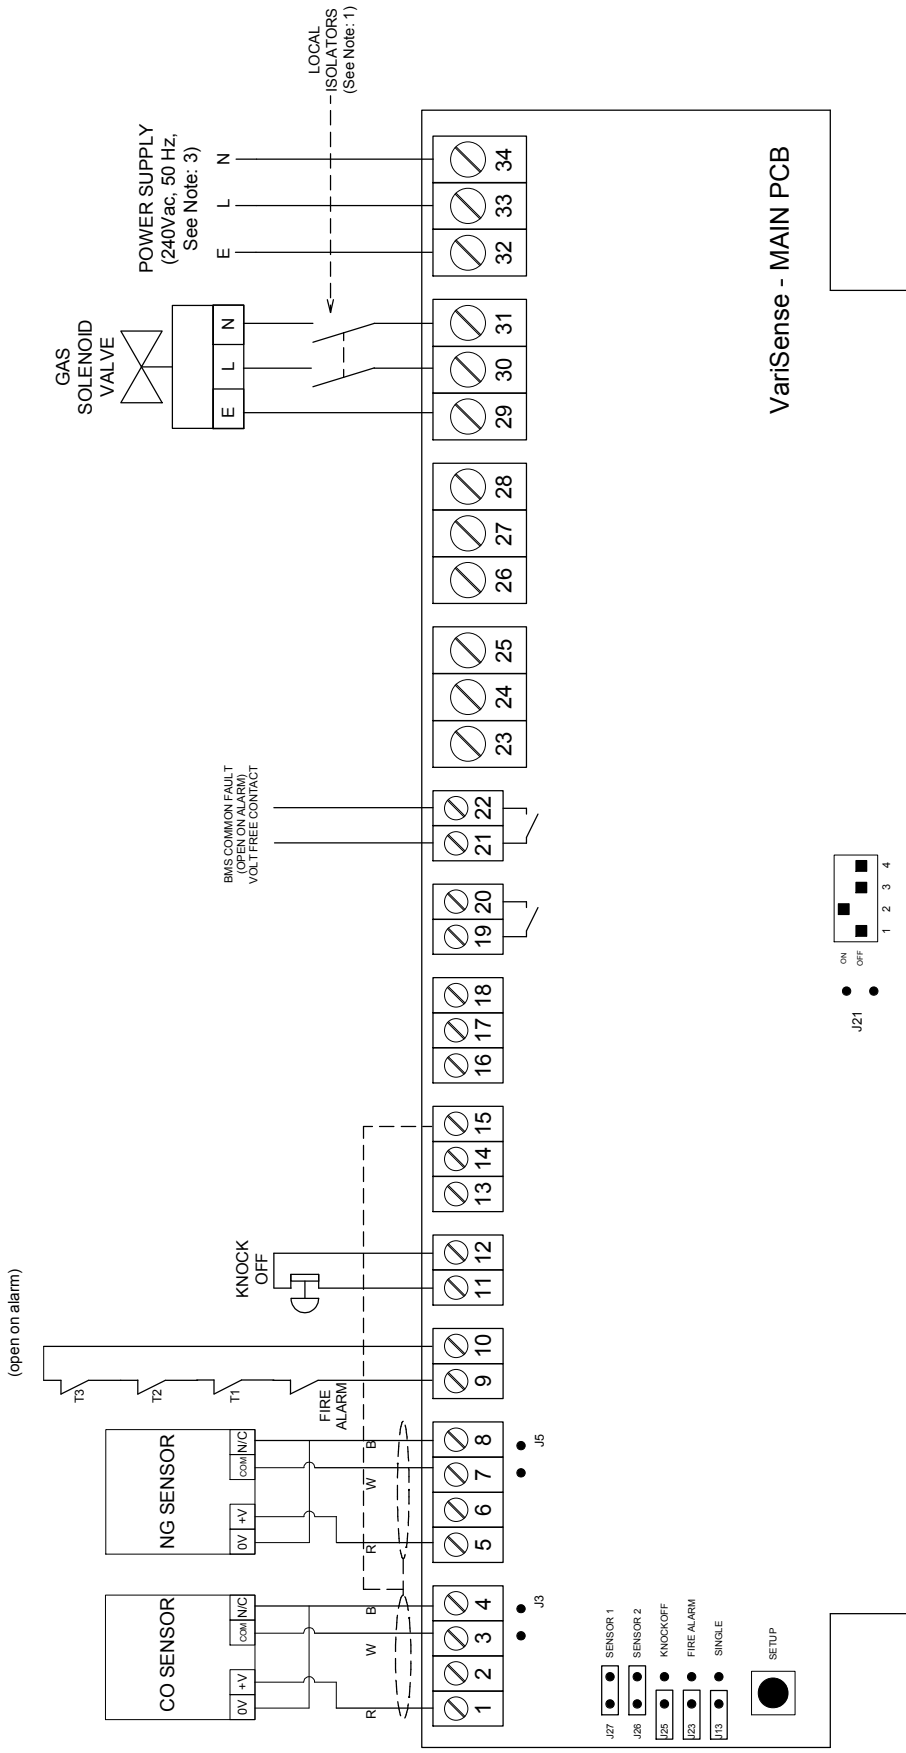 (open on alarm)
CO SENSOR
0V +V COM N/C
NG SENSOR
0V +V COM N/C
T3
T2
T1
FIRE
ALARM
KNOCK
OFF
BMS COMMON FAULT
(OPEN ON ALARM)
VOLT FREE CONTACT
GAS
SOLENOID
VALVE
E L N
POWER SUPPLY
(240Vac, 50 Hz,
See Note: 3)
E L N
LOCAL
ISOLATORS
(See Note: 1)
R W B
R W B
1 2 3 4
5 6 7 8
9 10
11 12
13 14 15
16 17 18
19 20
21 22
23 24 25
26 27 28
29 30 31
32 33 34
J3
J5
J27 SENSOR 1
J26 SENSOR 2
J25 KNOCKOFF
J23 FIRE ALARM
J13 SINGLE
SETUP
J21
ON
OFF
1 2 3 4
VariSense - MAIN PCB